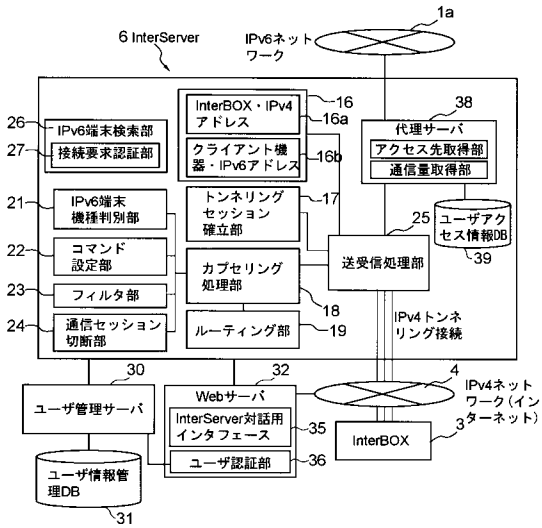 1a
IPv6ネット
ワーク
6 InterServer
16
InterBOX・IPv4
アドレス
16a
クライアント機
器・IPv6アドレス
16b
38
代理サーバ
アクセス先取得部
通信量取得部
26
IPv6端末検索部
27
接続要求認証部
21
IPv6端末
機種判別部
トンネリング
セッション
確立部
17
25
送受信処理部
ユーザアク
セス情報DB
39
22
コマンド
設定部
23
フィルタ部
カプセリング
処理部
18
24
通信セッション
切断部
ルーティング部
19
IPv4トンネ
リング接続
30
ユーザ管理サーバ
32
Webサーバ
InterServer対話用
インタフェース
35
ユーザ認証部
36
4
IPv4ネット
ワーク(イン
ターネット)
InterBOX
3
ユーザ情報管
理DB
31